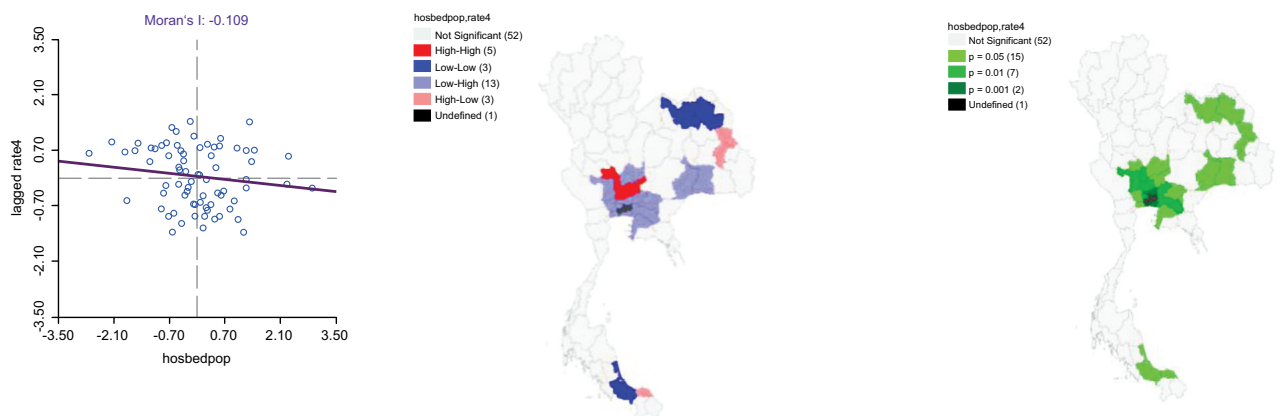 Moran's I: -0.109
3.50
2.10
0.70
-0.70
-2.10
-3.50
lagged rate4
-3.50 -2.10 -0.70 0.70 2.10 3.50
hosbedpop
hosbedpop,rate4
Not Significant (52)
High-High (5)
Low-Low (3)
Low-High (13)
High-Low (3)
Undefined (1)
hosbedpop,rate4
Not Significant (52)
p = 0.05 (15)
p = 0.01 (7)
p = 0.001 (2)
Undefined (1)